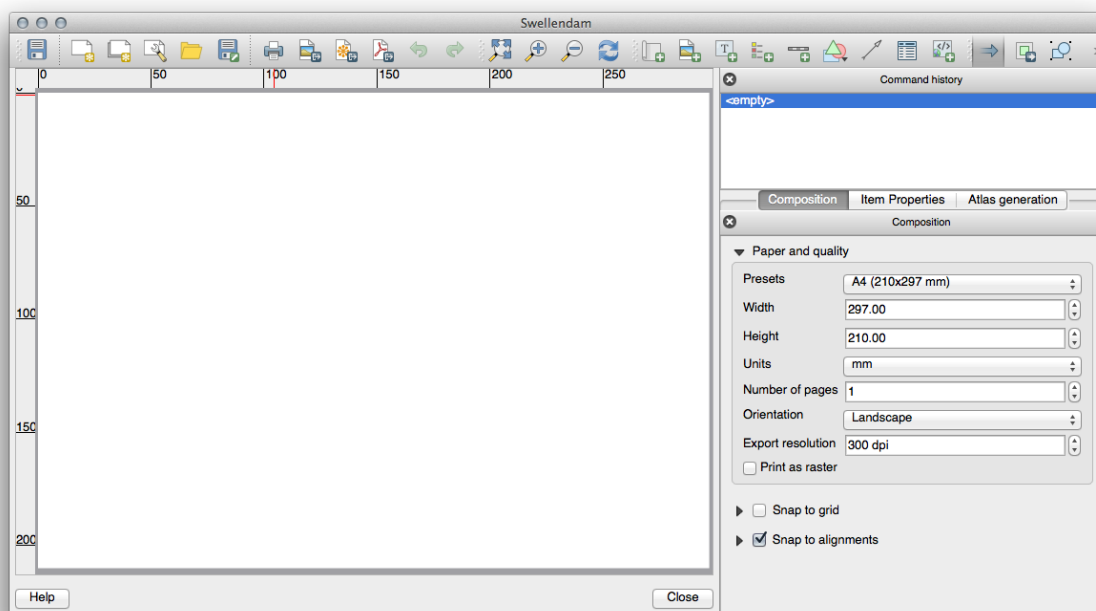 Swellendam
0 50 100 150 200 250
Command history
<empty>
0
50
100
150
200
Composition Item Properties Atlas generation
Composition
Paper and quality
Presets A4 (210x297 mm)
Width 297.00
Height 210.00
Units mm
Number of pages 1
Orientation Landscape
Export resolution 300 dpi
Print as raster
Snap to grid
Snap to alignments
Help Close